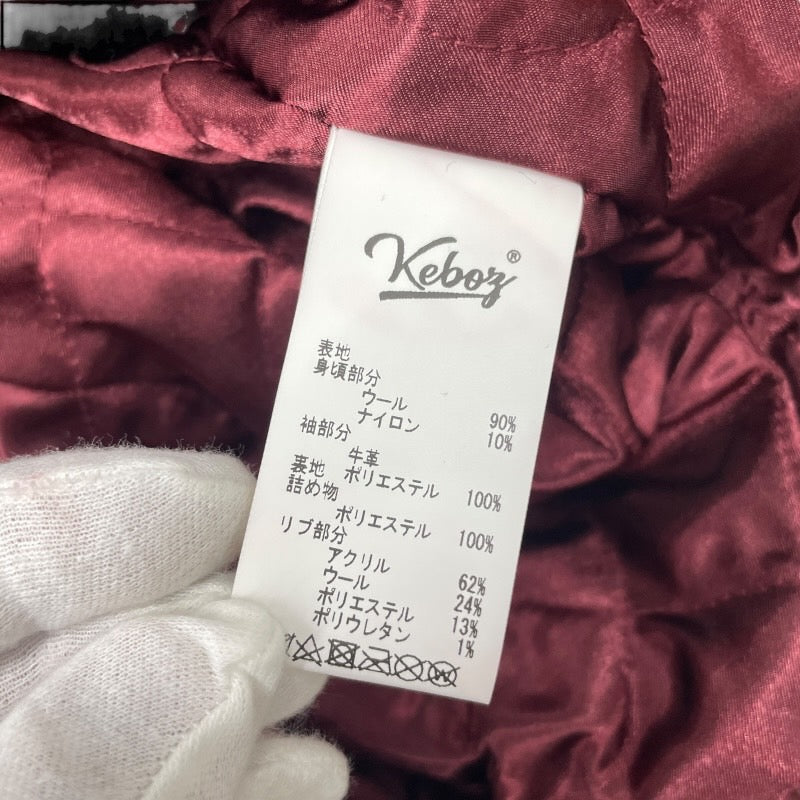 Keboz®
表地
身頃部分
ウール 90%
ナイロン 10%
袖部分
牛革
裏地 ポリエステル 100%
詰め物
ポリエステル 100%
リブ部分
アクリル 62%
ウール 24%
ポリエステル 13%
ポリウレタン 1%